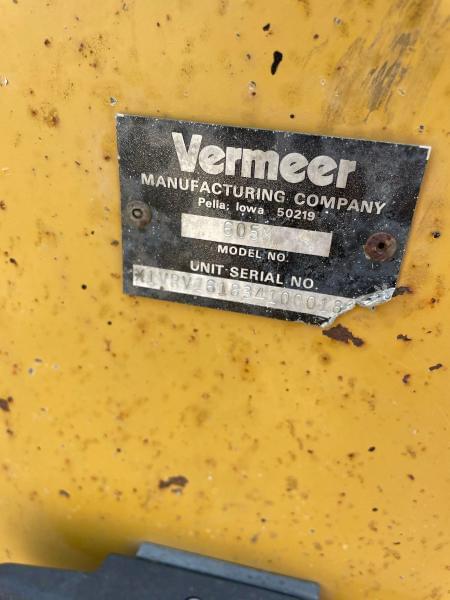 Vermeer
MANUFACTURING COMPANY
Pella, Iowa 50219
MODEL NO.
UNIT SERIAL NO.